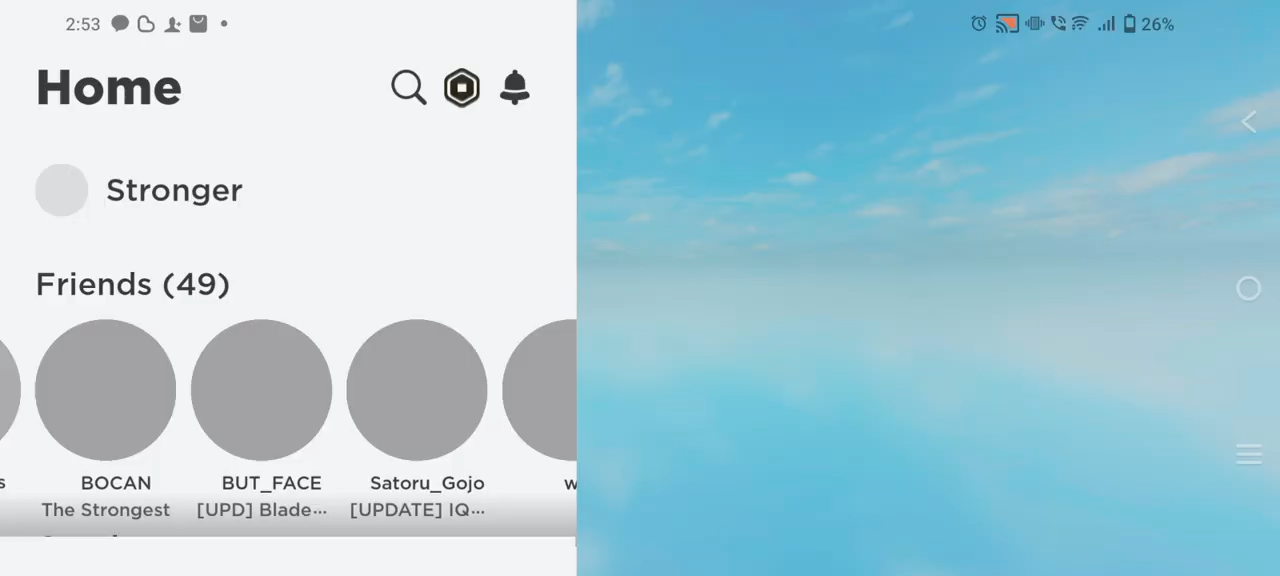 2:53
26%
Home
Stronger
Friends (49)
BOCAN
BUT_FACE
Satoru_Gojo
The Strongest
[UPD] Blade...
[UPDATE] IQ...